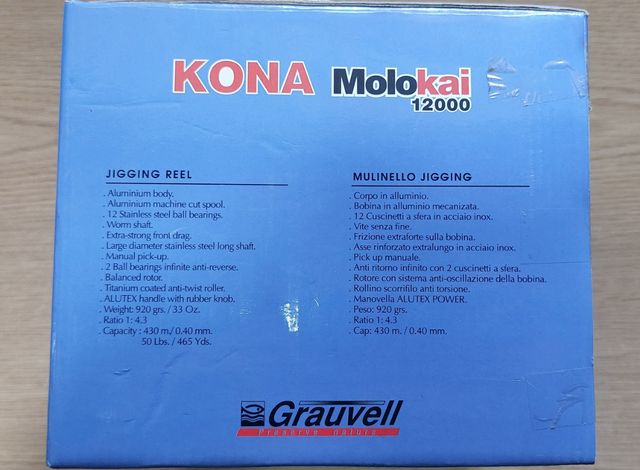 KONA Molokai
12000
JIGGING REEL
. Aluminium body.
. Aluminium machine cut spool.
. 12 Stainless steel ball bearings.
. Worm shaft.
. Extra-strong front drag.
. Large diameter stainless steel long shaft.
. Manual pick-up.
. 2 Ball bearings infinite anti-reverse.
. Balanced rotor.
. Titanium coated anti-twist roller.
. ALUTEX handle with rubber knob.
. Weight: 920 grs. / 33 Oz.
. Ratio 1: 4.3
. Capacity : 430 m./ 0.40 mm.
50 Lbs. / 465 Yds.
MULINELLO JIGGING
. Corpo in alluminio.
. Bobina in alluminio mecanizata.
. 12 Cuscinetti a sfera in acciaio inox.
. Vite senza fine.
. Frizione extraforte sulla bobina.
. Asse rinforzato extralungo in acciaio inox.
. Pick up manuale.
. Anti ritorno infinito con 2 cuscinetti a sfera.
. Rotore con sistema anti-oscillazione della bobina.
. Rollino scorrifilo anti torsione.
. Manovella ALUTEX POWER.
. Peso: 920 grs.
. Ratio 1: 4.3
. Cap: 430 m. / 0.40 mm.
Grauvell
Preserve natura